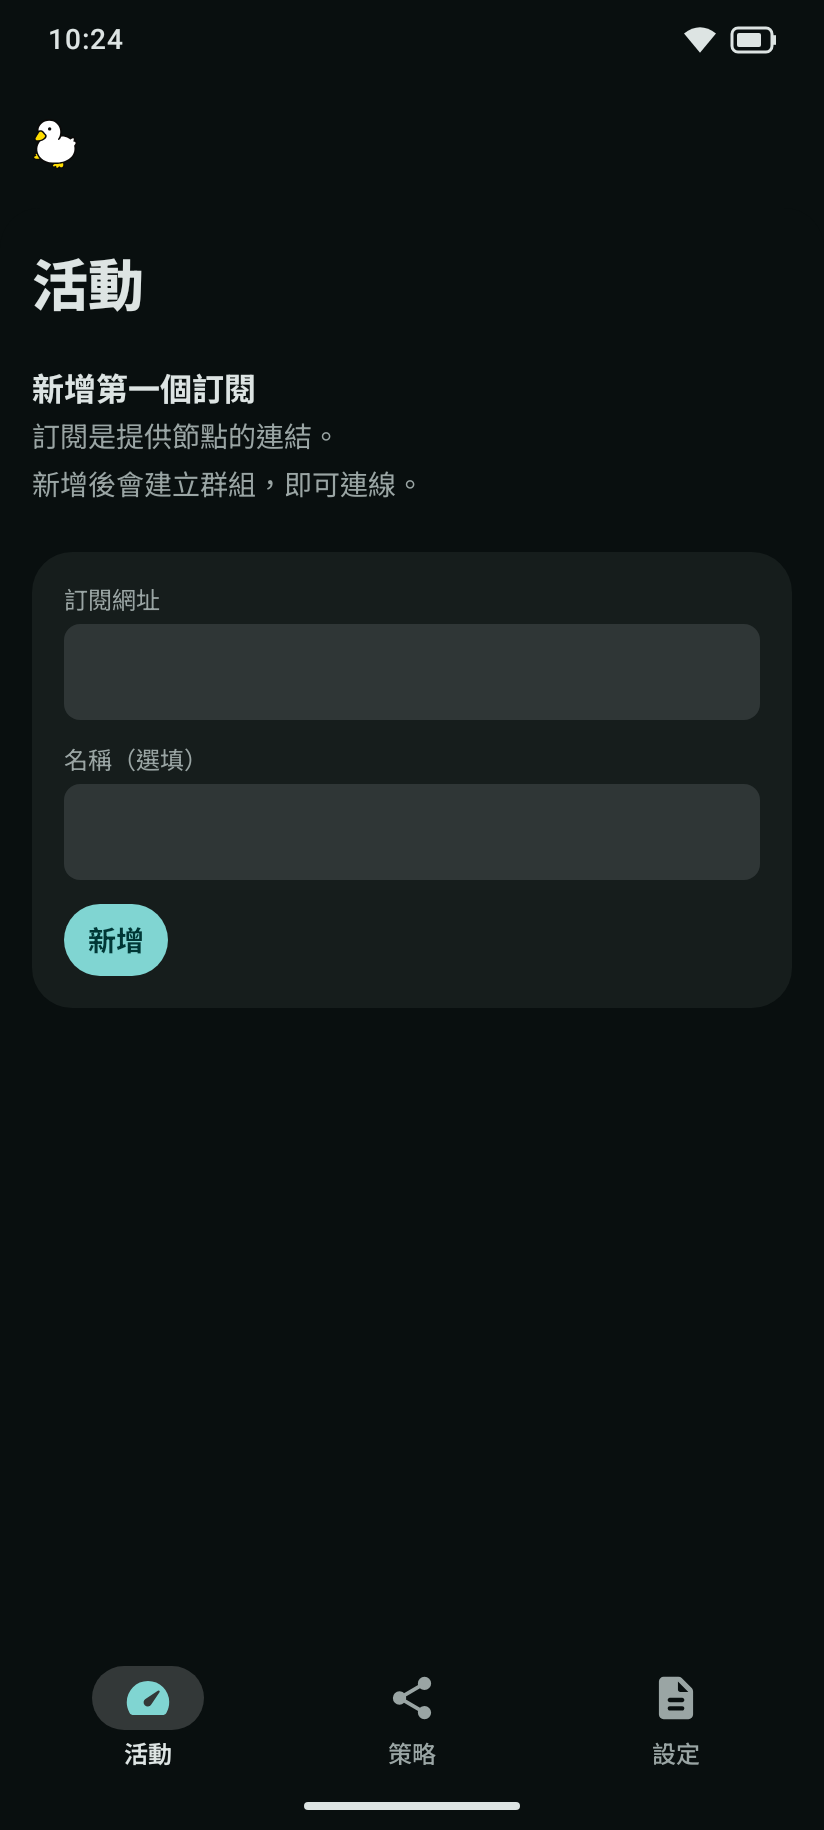 10:24
活動
新增第一個訂閱
訂閱是提供節點的連結。
新增後會建立群組，即可連線。
訂閱網址
名稱（選填）
新增
活動
策略
設定